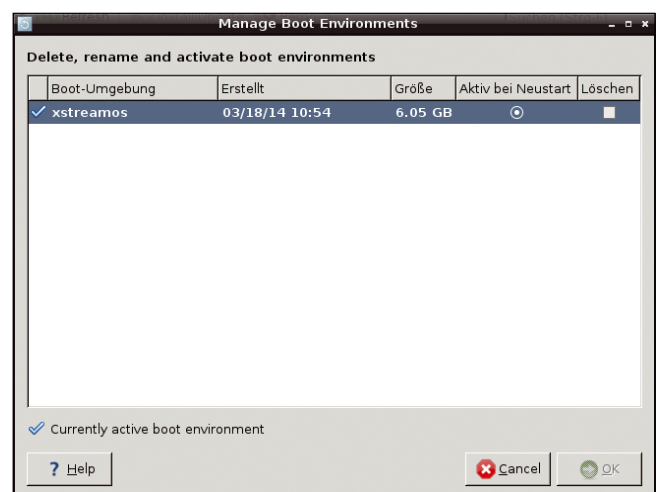 Manage Boot Environments
Delete, rename and activate boot environments
Boot-Umgebung Erstellt Größe Aktiv bei Neustart Löschen
xstreamos 03/18/14 10:54 6.05 GB
Currently active boot environment
? Help Cancel OK